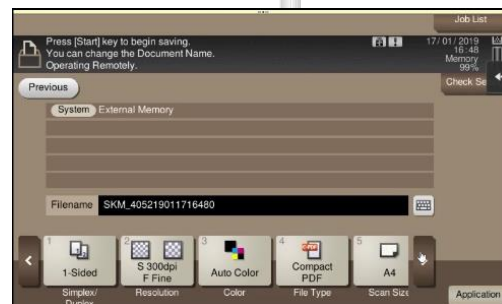 Job List
Press [Start] key to begin saving.
You can change the Document Name.
Operating Remotely.
17/01/2019
16:48
Memory
99%
Previous
Check Se
System External Memory
Filename SKM_405219011716480
1 2 3 4 5
1-Sided
S 300dpi
F Fine
Auto Color
Compact
PDF
A4
Simplex/
Duplex
Resolution
Color
File Type
Scan Size
Application